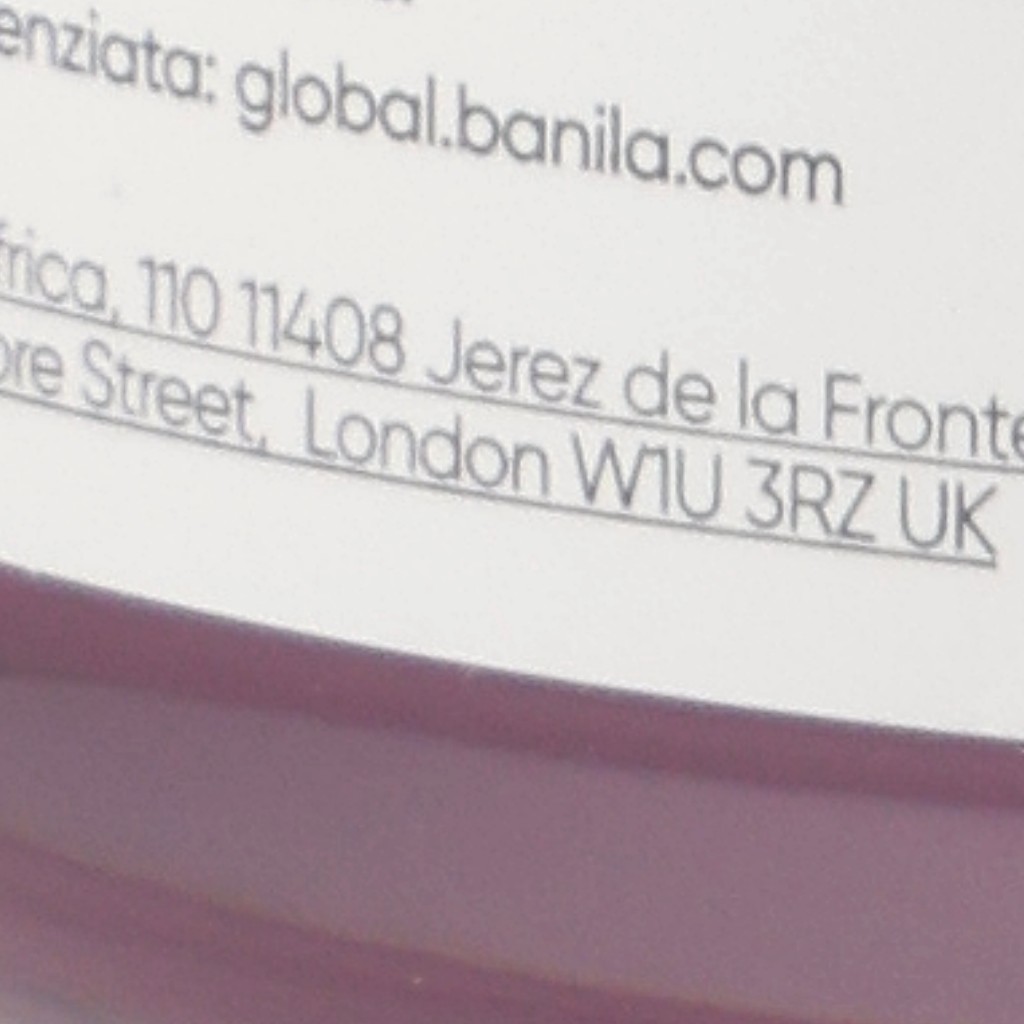 enziata: global.banila.com
frica, 110 11408 Jerez de la Fronte
ore Street, London W1U 3RZ UK